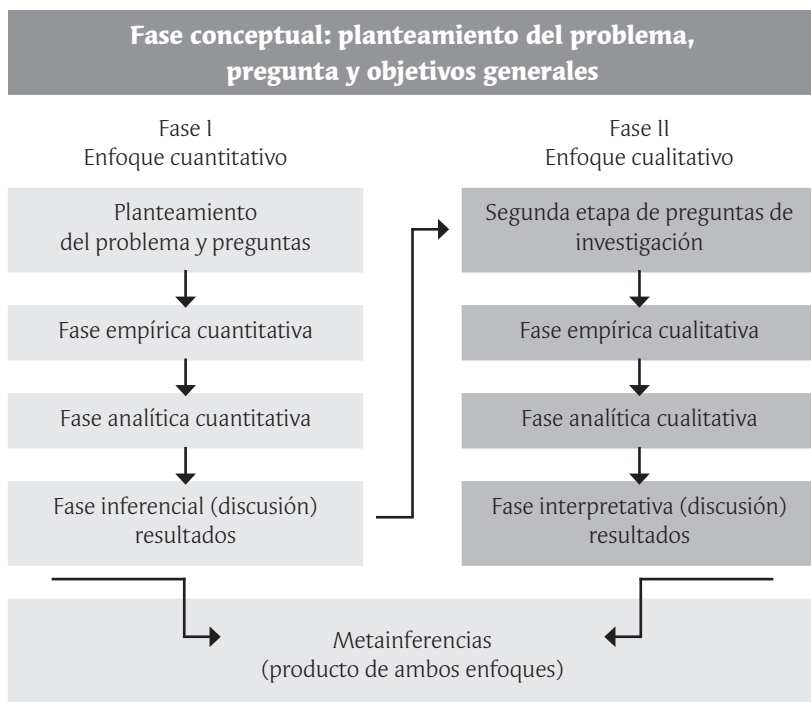 Fase conceptual: planteamiento del problema,
pregunta y objetivos generales
Fase I
Enfoque cuantitativo
Planteamiento
del problema y preguntas
Fase empírica cuantitativa
Fase analítica cuantitativa
Fase inferencial (discusión)
resultados
Fase II
Enfoque cualitativo
Segunda etapa de preguntas de
investigación
Fase empírica cualitativa
Fase analítica cualitativa
Fase interpretativa (discusión)
resultados
Metainferencias
(producto de ambos enfoques)